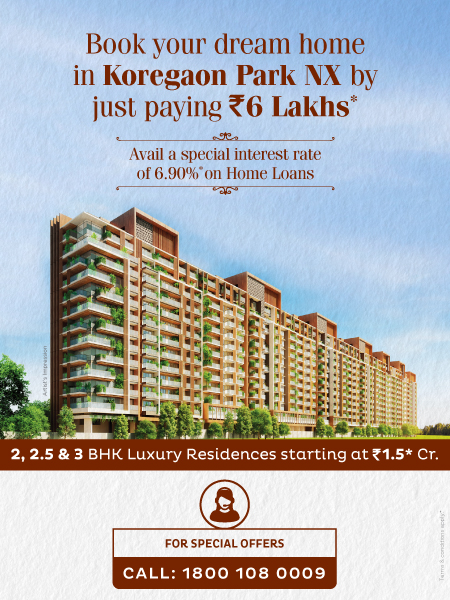 Book your dream home
in Koregaon Park NX by
just paying ₹6 Lakhs*
Avail a special interest rate
of 6.90%* on Home Loans
Artist's Impression
2, 2.5 & 3 BHK Luxury Residences starting at ₹1.5* Cr.
FOR SPECIAL OFFERS
CALL: 1800 108 0009
Terms & conditions apply*